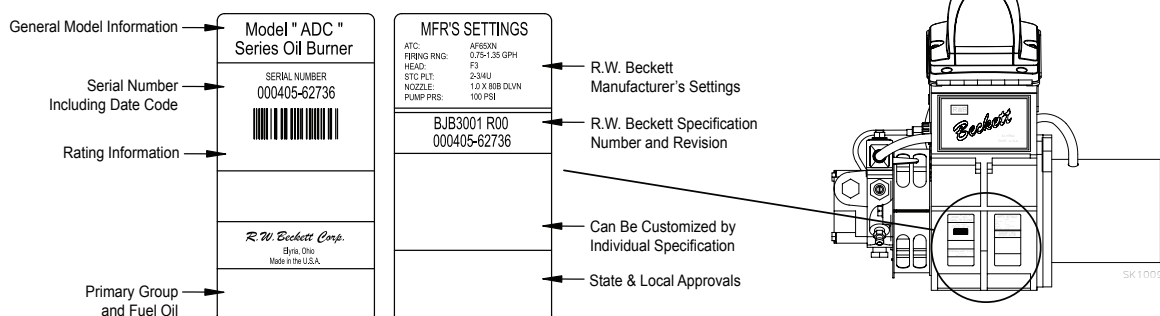 General Model Information
Serial Number
Including Date Code
Rating Information
Primary Group
and Fuel Oil
Model " ADC "
Series Oil Burner
SERIAL NUMBER
000405-62736
R.W. Beckett Corp.
Elyria, Ohio
Made in the U.S.A.
MFR'S SETTINGS
ATC: AF65XN
FIRING RNG: 0.75-1.35 GPH
HEAD: F3
STC PLT: 2-3/4U
NOZZLE: 1.0 X 80B DLVN
PUMP PRS: 100 PSI
BJB3001 R00
000405-62736
R.W. Beckett
Manufacturer's Settings
R.W. Beckett Specification
Number and Revision
Can Be Customized by
Individual Specification
State & Local Approvals
Beckett